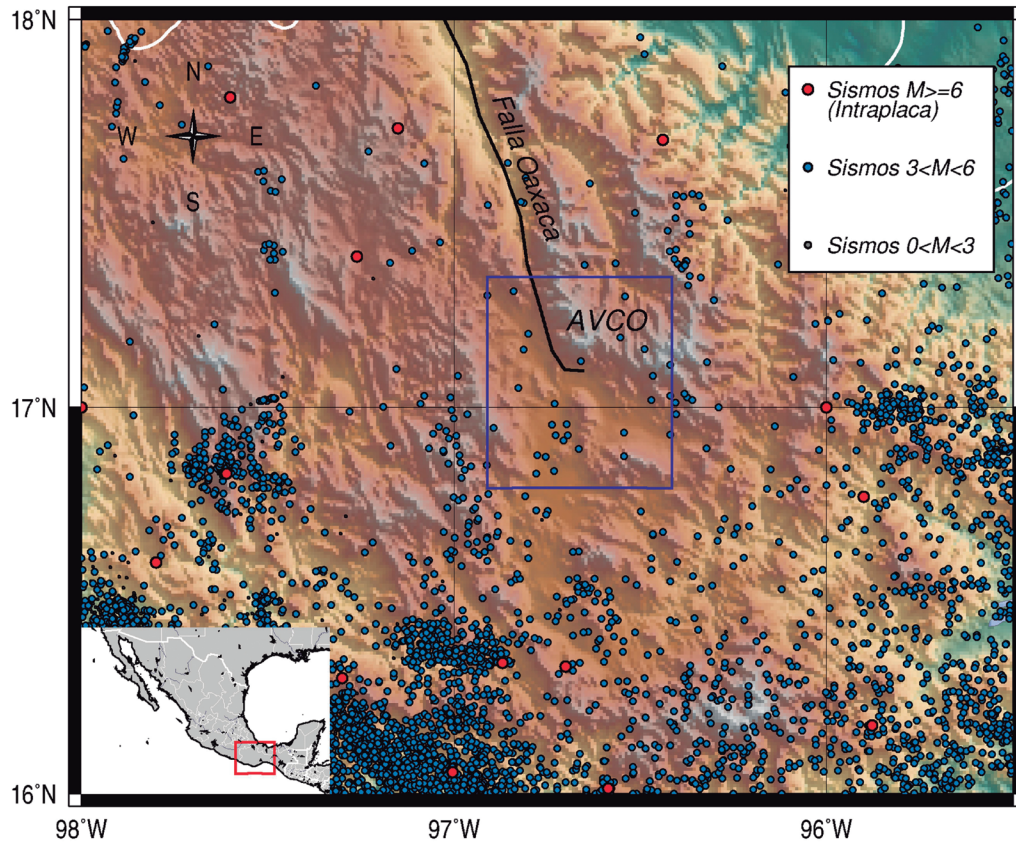 18°N
17°N
16°N
98°W
97°W
96°W
N
W
E
S
Falla Oaxaca
AVCO
Sismos M>=6
(Intraplaca)
Sismos 3<M<6
Sismos 0<M<3